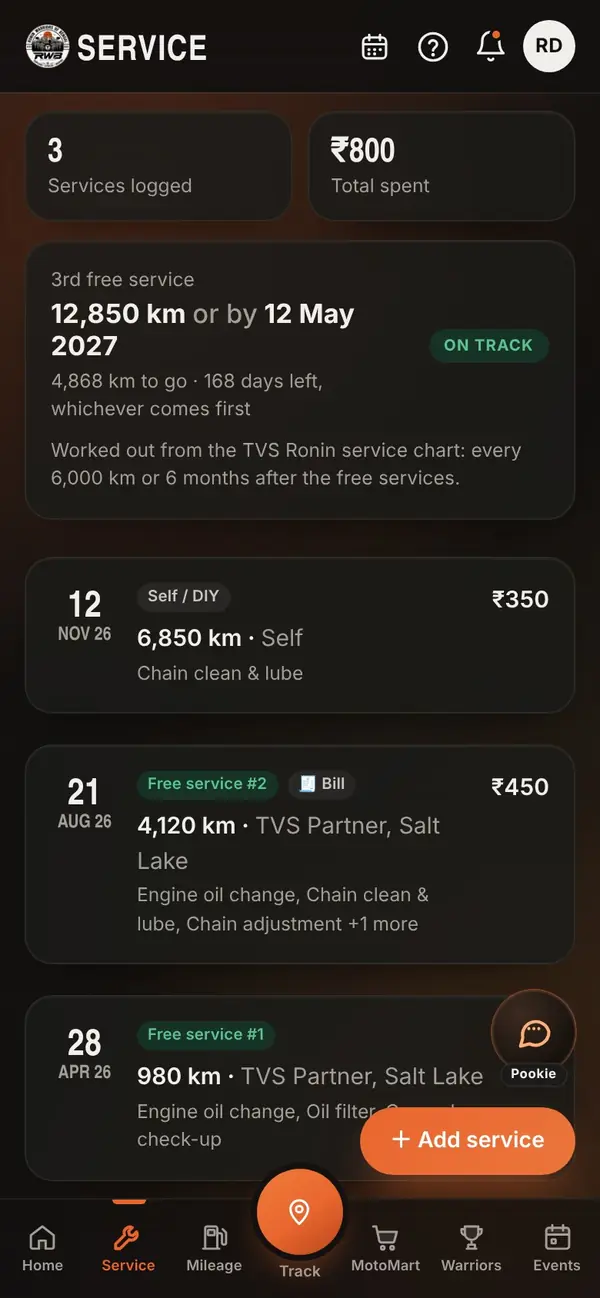 SERVICE
RD
3
Services logged
₹800
Total spent
3rd free service
12,850 km or by 12 May
2027
ON TRACK
4,868 km to go · 168 days left,
whichever comes first
Worked out from the TVS Ronin service chart: every
6,000 km or 6 months after the free services.
12
NOV 26
Self / DIY
6,850 km · Self
Chain clean & lube
₹350
21
AUG 26
Free service #2
Bill
4,120 km · TVS Partner, Salt
Lake
Engine oil change, Chain clean &
lube, Chain adjustment +1 more
₹450
28
APR 26
Free service #1
980 km · TVS Partner, Salt Lake
Engine oil change, Oil filter,
check-up
Pookie
+ Add service
Home
Service
Mileage
Track
MotoMart
Warriors
Events